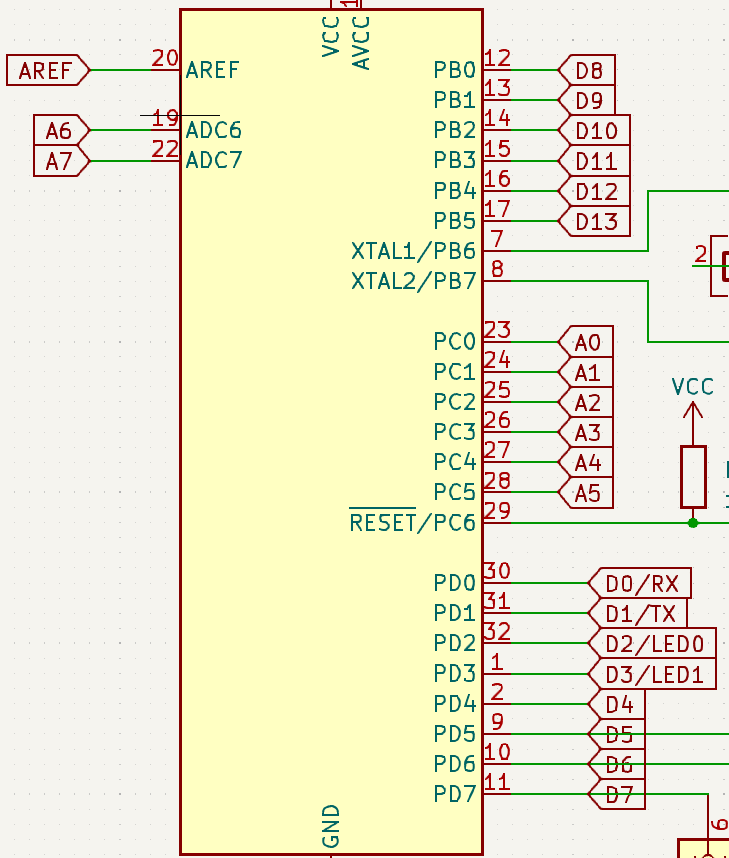 VCC
AVCC
1
AREF 20 AREF
PB0 12 D8
PB1 13 D9
A6 19 ADC6
PB2 14 D10
A7 22 ADC7
PB3 15 D11
PB4 16 D12
PB5 17 D13
XTAL1/PB6 7
2
XTAL2/PB7 8
PC0 23 A0
PC1 24 A1
VCC
PC2 25 A2
PC3 26 A3
PC4 27 A4
PC5 28 A5
RESET/PC6 29
PD0 30 D0/RX
PD1 31 D1/TX
PD2 32 D2/LED0
PD3 1 D3/LED1
PD4 2 D4
PD5 9 D5
PD6 10 D6
PD7 11 D7
GND
6